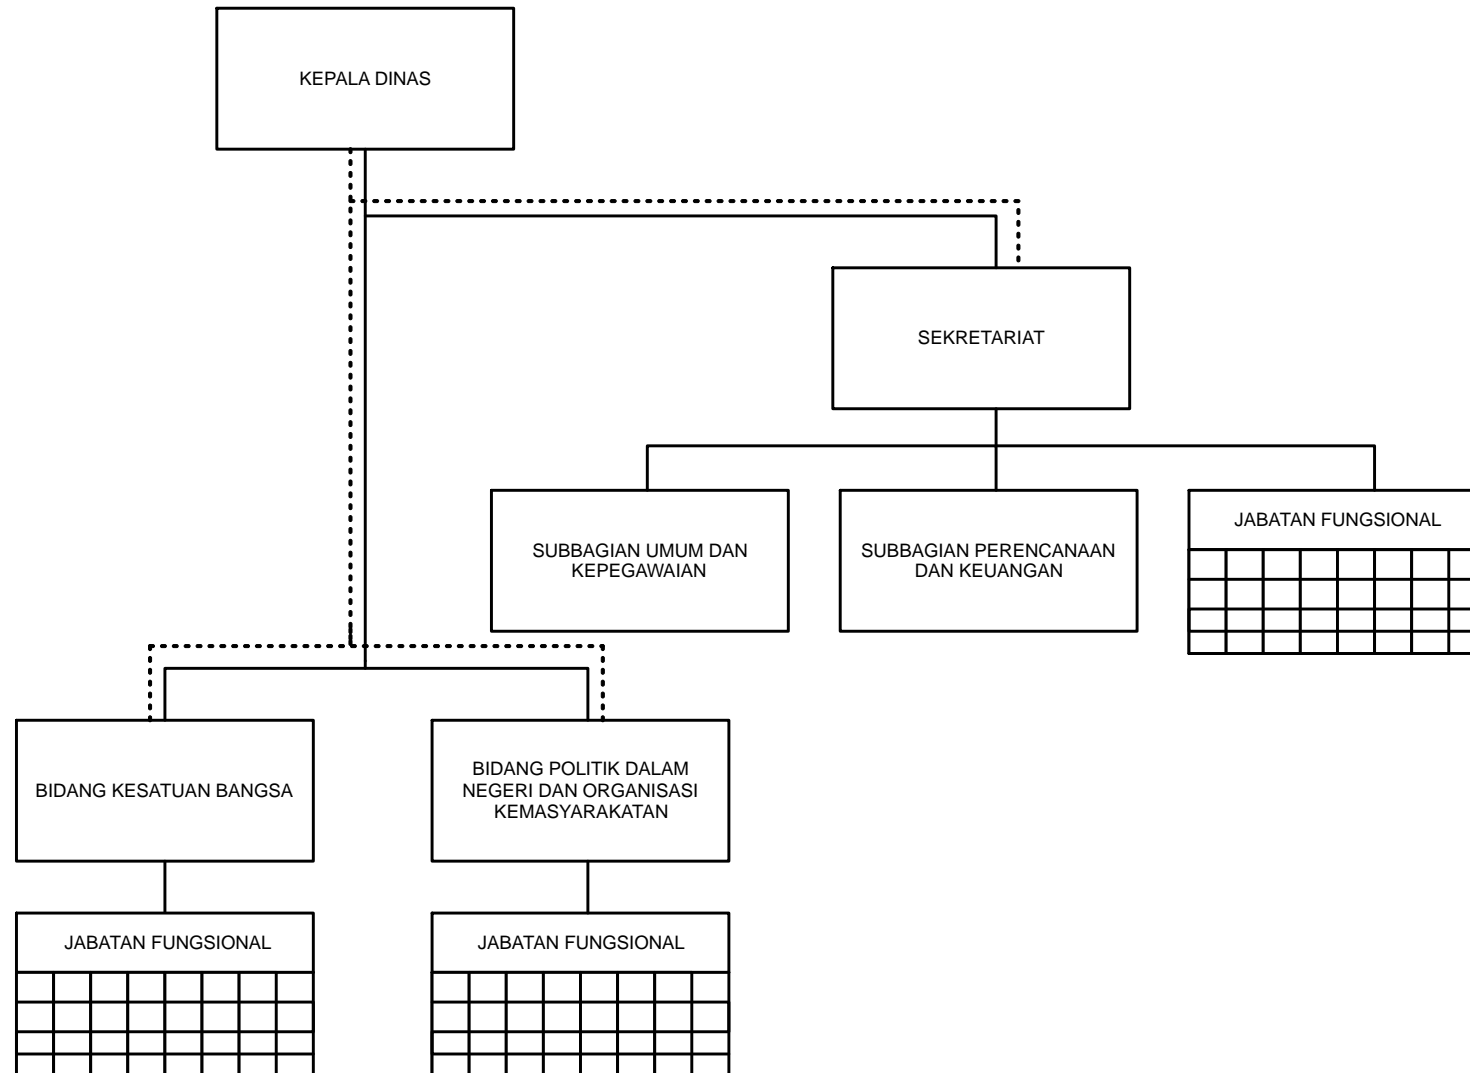 KEPALA DINAS
SEKRETARIAT
SUBBAGIAN UMUM DAN
KEPEGAWAIAN
SUBBAGIAN PERENCANAAN
DAN KEUANGAN
JABATAN FUNGSIONAL
BIDANG KESATUAN BANGSA
BIDANG POLITIK DALAM
NEGERI DAN ORGANISASI
KEMASYARAKATAN
JABATAN FUNGSIONAL
JABATAN FUNGSIONAL